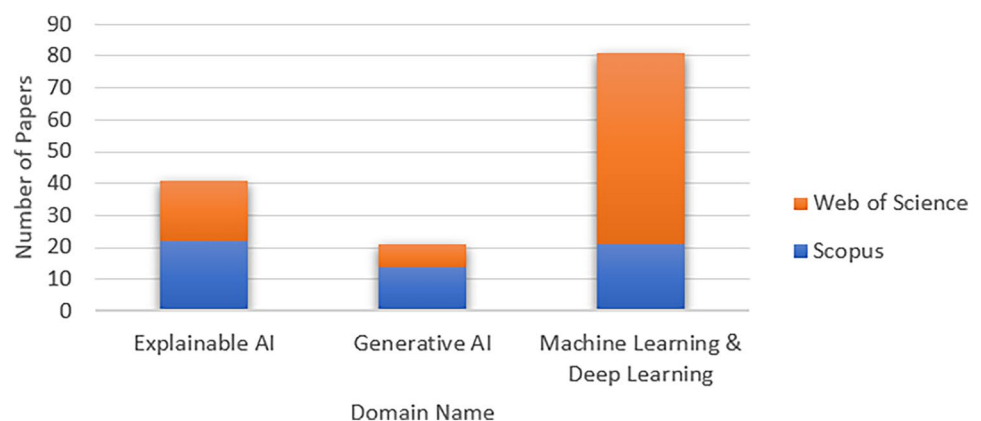 90
80
70
60
50
40
30
20
10
0
Number of Papers
Explainable AI
Generative AI
Machine Learning &
Deep Learning
Domain Name
Web of Science
Scopus